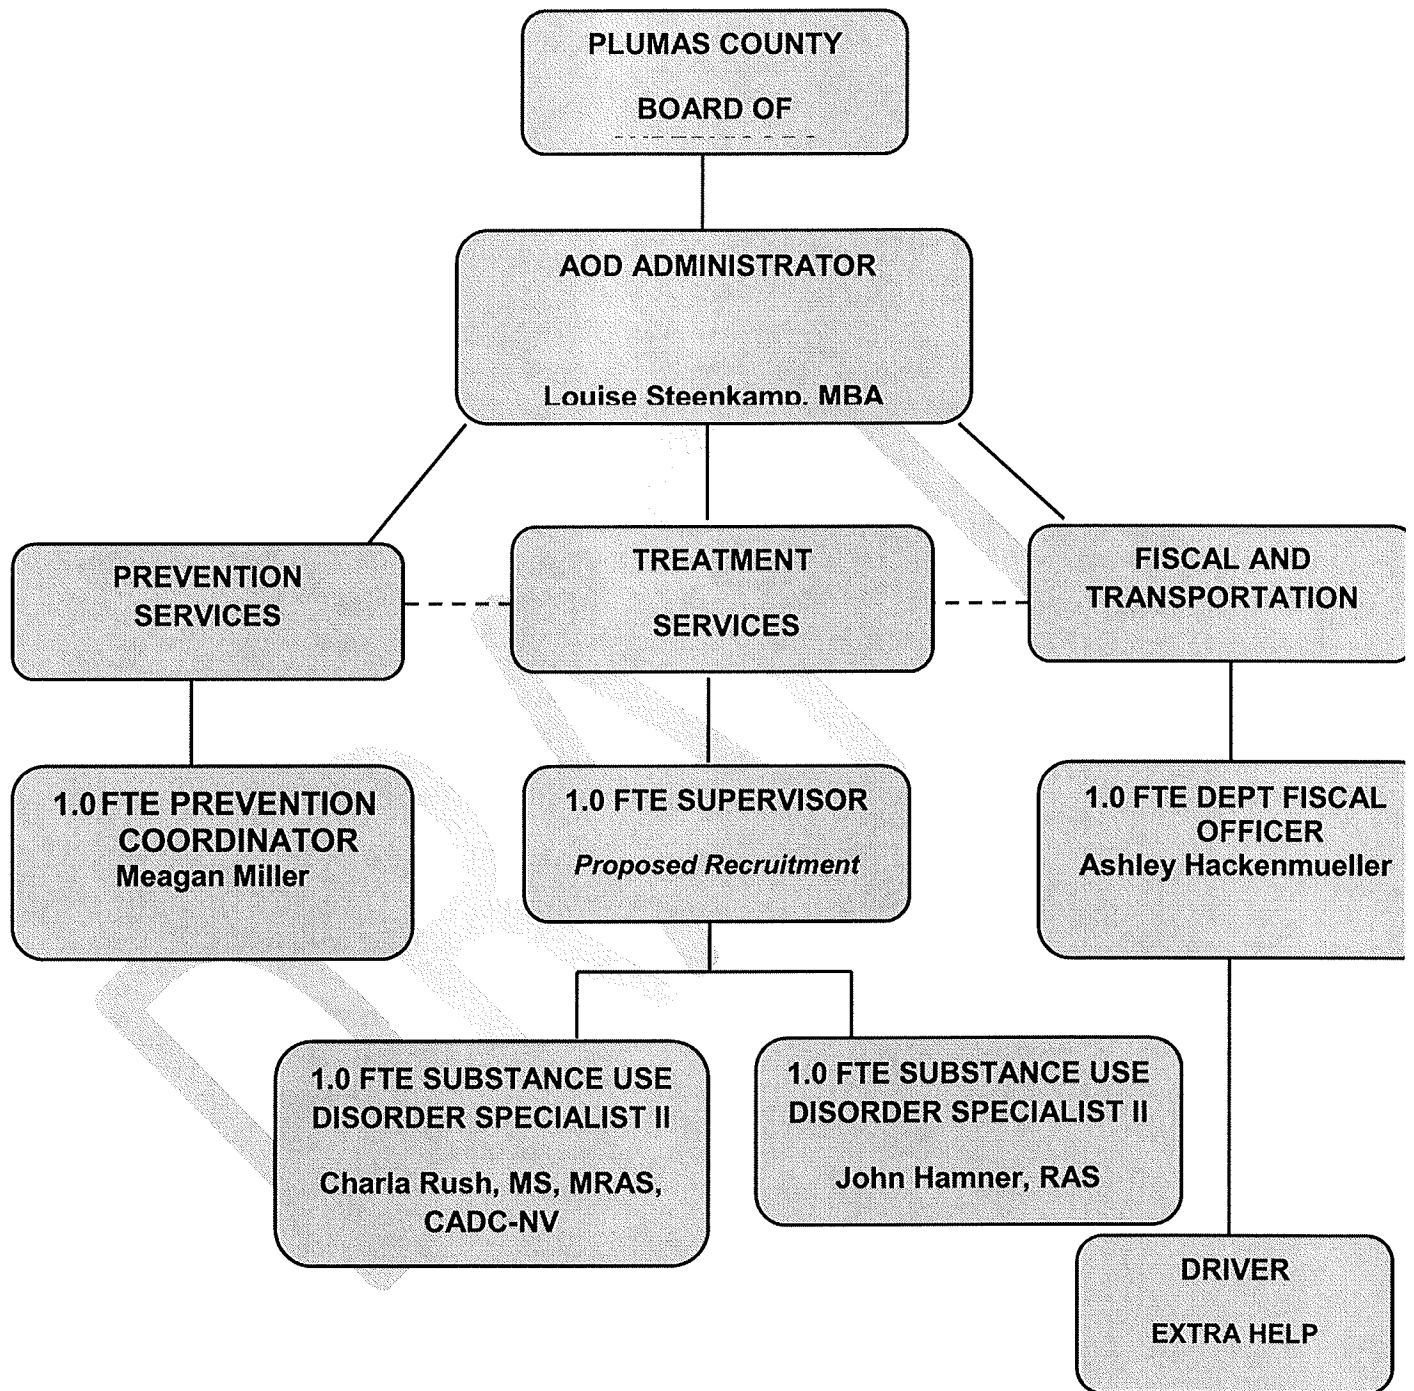 PLUMAS COUNTY
BOARD OF
AOD ADMINISTRATOR
Louise Steenkamp, MBA
PREVENTION
SERVICES
TREATMENT
SERVICES
FISCAL AND
TRANSPORTATION
1.0 FTE PREVENTION
COORDINATOR
Meagan Miller
1.0 FTE SUPERVISOR
Proposed Recruitment
1.0 FTE DEPT FISCAL
OFFICER
Ashley Hackenmueller
1.0 FTE SUBSTANCE USE
DISORDER SPECIALIST II
Charla Rush, MS, MRAS,
CADC-NV
1.0 FTE SUBSTANCE USE
DISORDER SPECIALIST II
John Hamner, RAS
DRIVER
EXTRA HELP
DRAFT